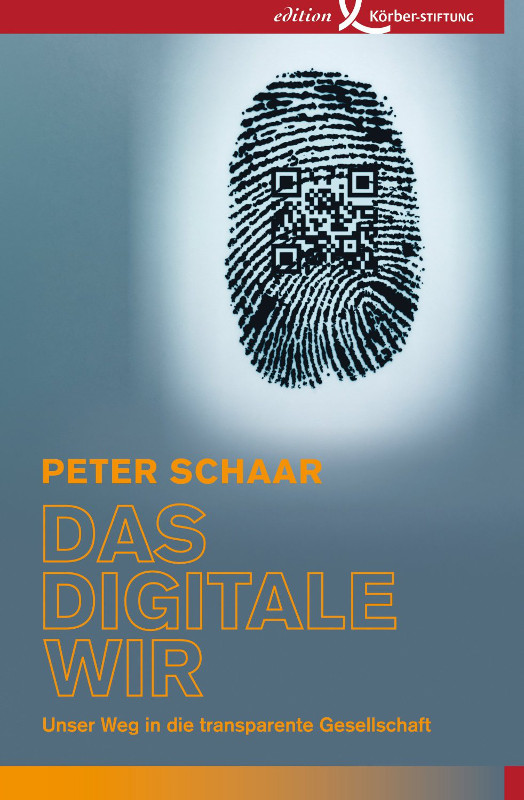 edition Körber-STIFTUNG
PETER SCHAAR
DAS
DIGITALE
WIR
Unser Weg in die transparente Gesellschaft